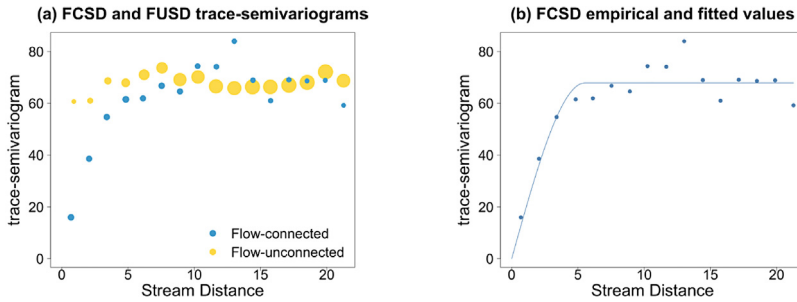 (a) FCSD and FUSD trace-semivariograms
trace-semivariogram
80
60
40
20
0
Flow-connected
Flow-unconnected
0 5 10 15 20
Stream Distance
(b) FCSD empirical and fitted values
trace-semivariogram
80
60
40
20
0
0 5 10 15 20
Stream Distance